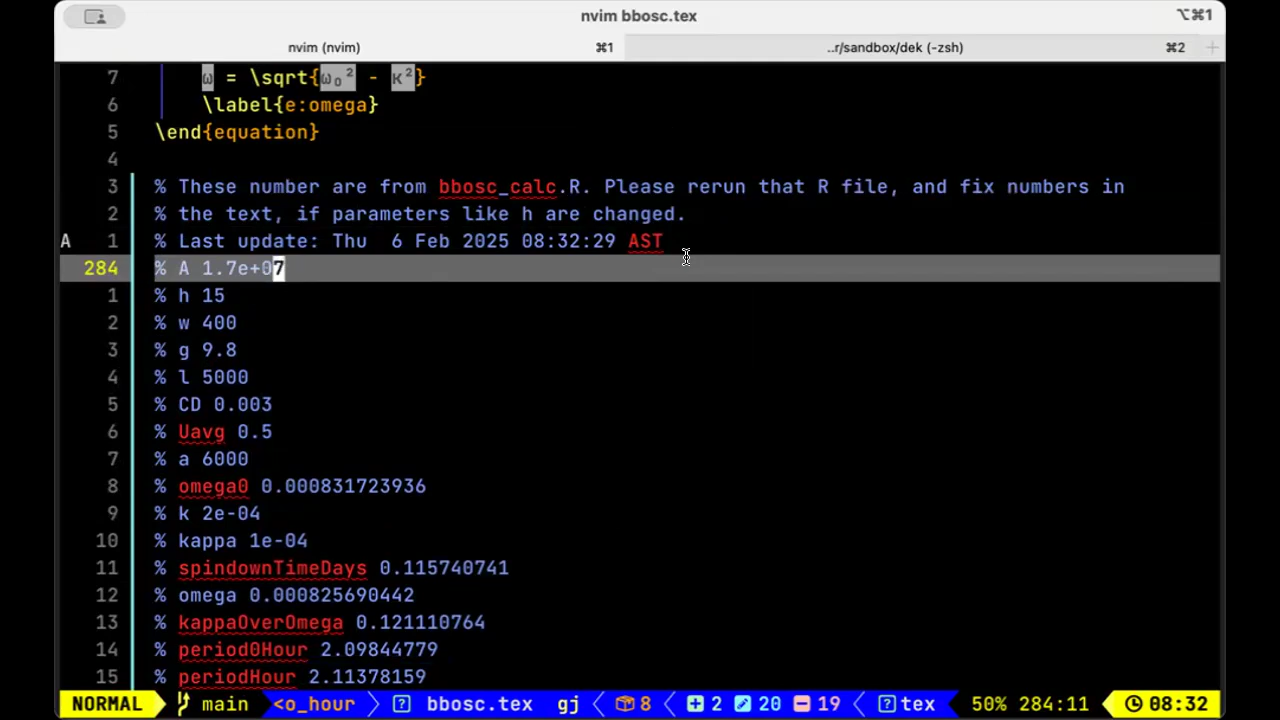 nvim bbosc.tex
⌥⌘1
nvim (nvim) ⌘1
..r/sandbox/dek (-zsh) ⌘2 +
7 ω = \sqrt{ω₀² - κ²}
6 \label{e:omega}
5 \end{equation}
4
3 % These number are from bbosc_calc.R. Please rerun that R file, and fix numbers in
2 % the text, if parameters like h are changed.
A 1 % Last update: Thu  6 Feb 2025 08:32:29 AST
284 % A 1.7e+07
1 % h 15
2 % w 400
3 % g 9.8
4 % l 5000
5 % CD 0.003
6 % Uavg 0.5
7 % a 6000
8 % omega0 0.000831723936
9 % k 2e-04
10 % kappa 1e-04
11 % spindownTimeDays 0.115740741
12 % omega 0.000825690442
13 % kappaOverOmega 0.121110764
14 % period0Hour 2.09844779
15 % periodHour 2.11378159
NORMAL main <o_hour bbosc.tex gj 8 2 20 19 tex 50% 284:11 08:32